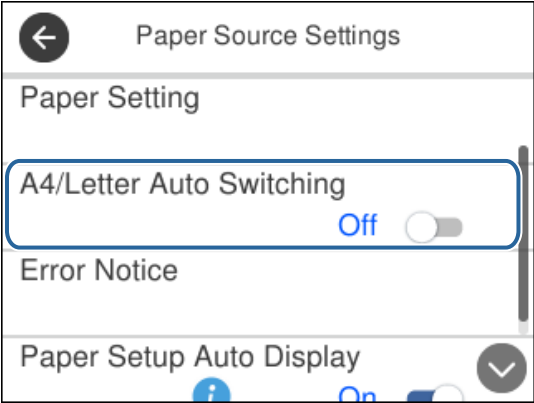 Paper Source Settings
Paper Setting
A4/Letter Auto Switching
Off
Error Notice
Paper Setup Auto Display
i
On